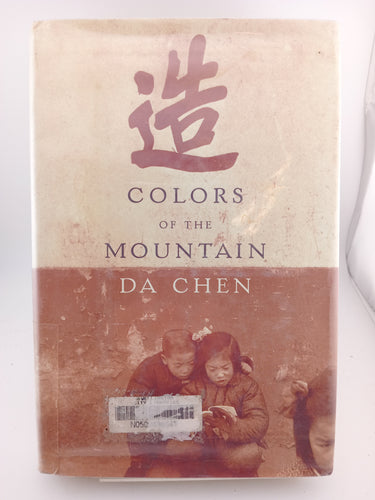 造
COLORS
OF THE
MOUNTAIN
DA CHEN